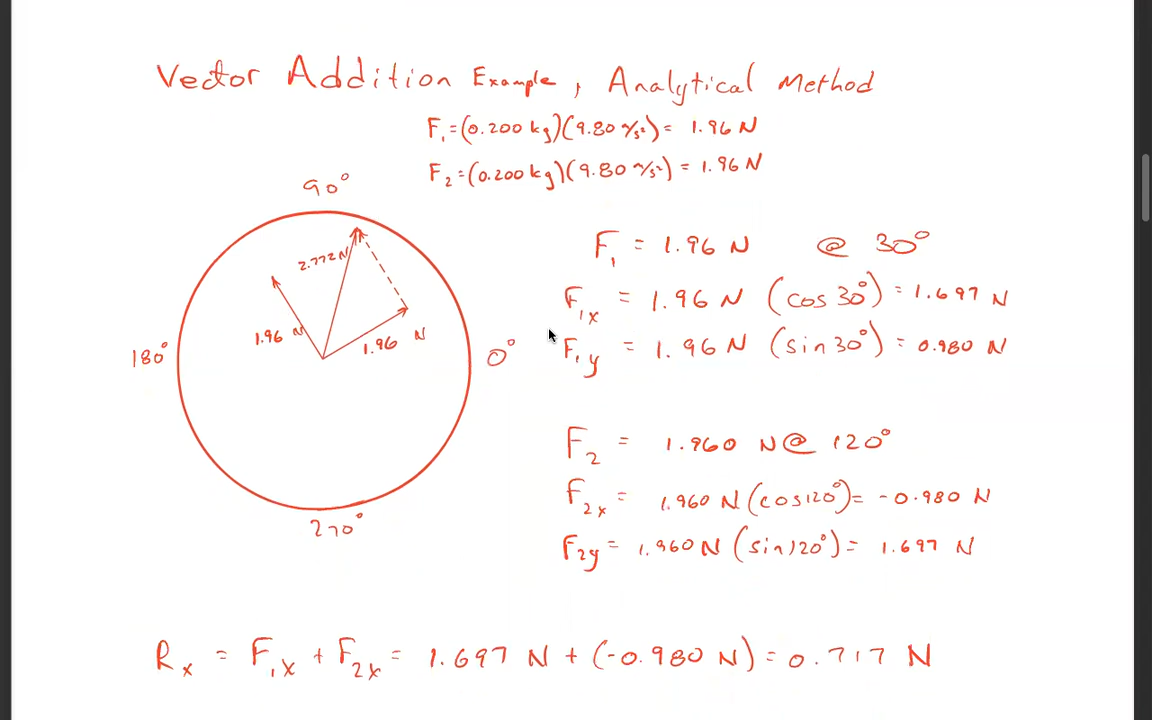 Vector Addition Example, Analytical Method
F₁ = (0.200 kg)(9.80 m/s²) = 1.96 N
F₂ = (0.200 kg)(9.80 m/s²) = 1.96 N
90°
2.772 N
1.96 N
1.96 N
180°
0°
270°
F₁ = 1.96 N @ 30°
F₁x = 1.96 N (cos 30°) = 1.697 N
F₁y = 1.96 N (sin 30°) = 0.980 N
F₂ = 1.960 N @ 120°
F₂x = 1.960 N (cos 120°) = -0.980 N
F₂y = 1.960 N (sin 120°) = 1.697 N
Rx = F₁x + F₂x = 1.697 N + (-0.980 N) = 0.717 N